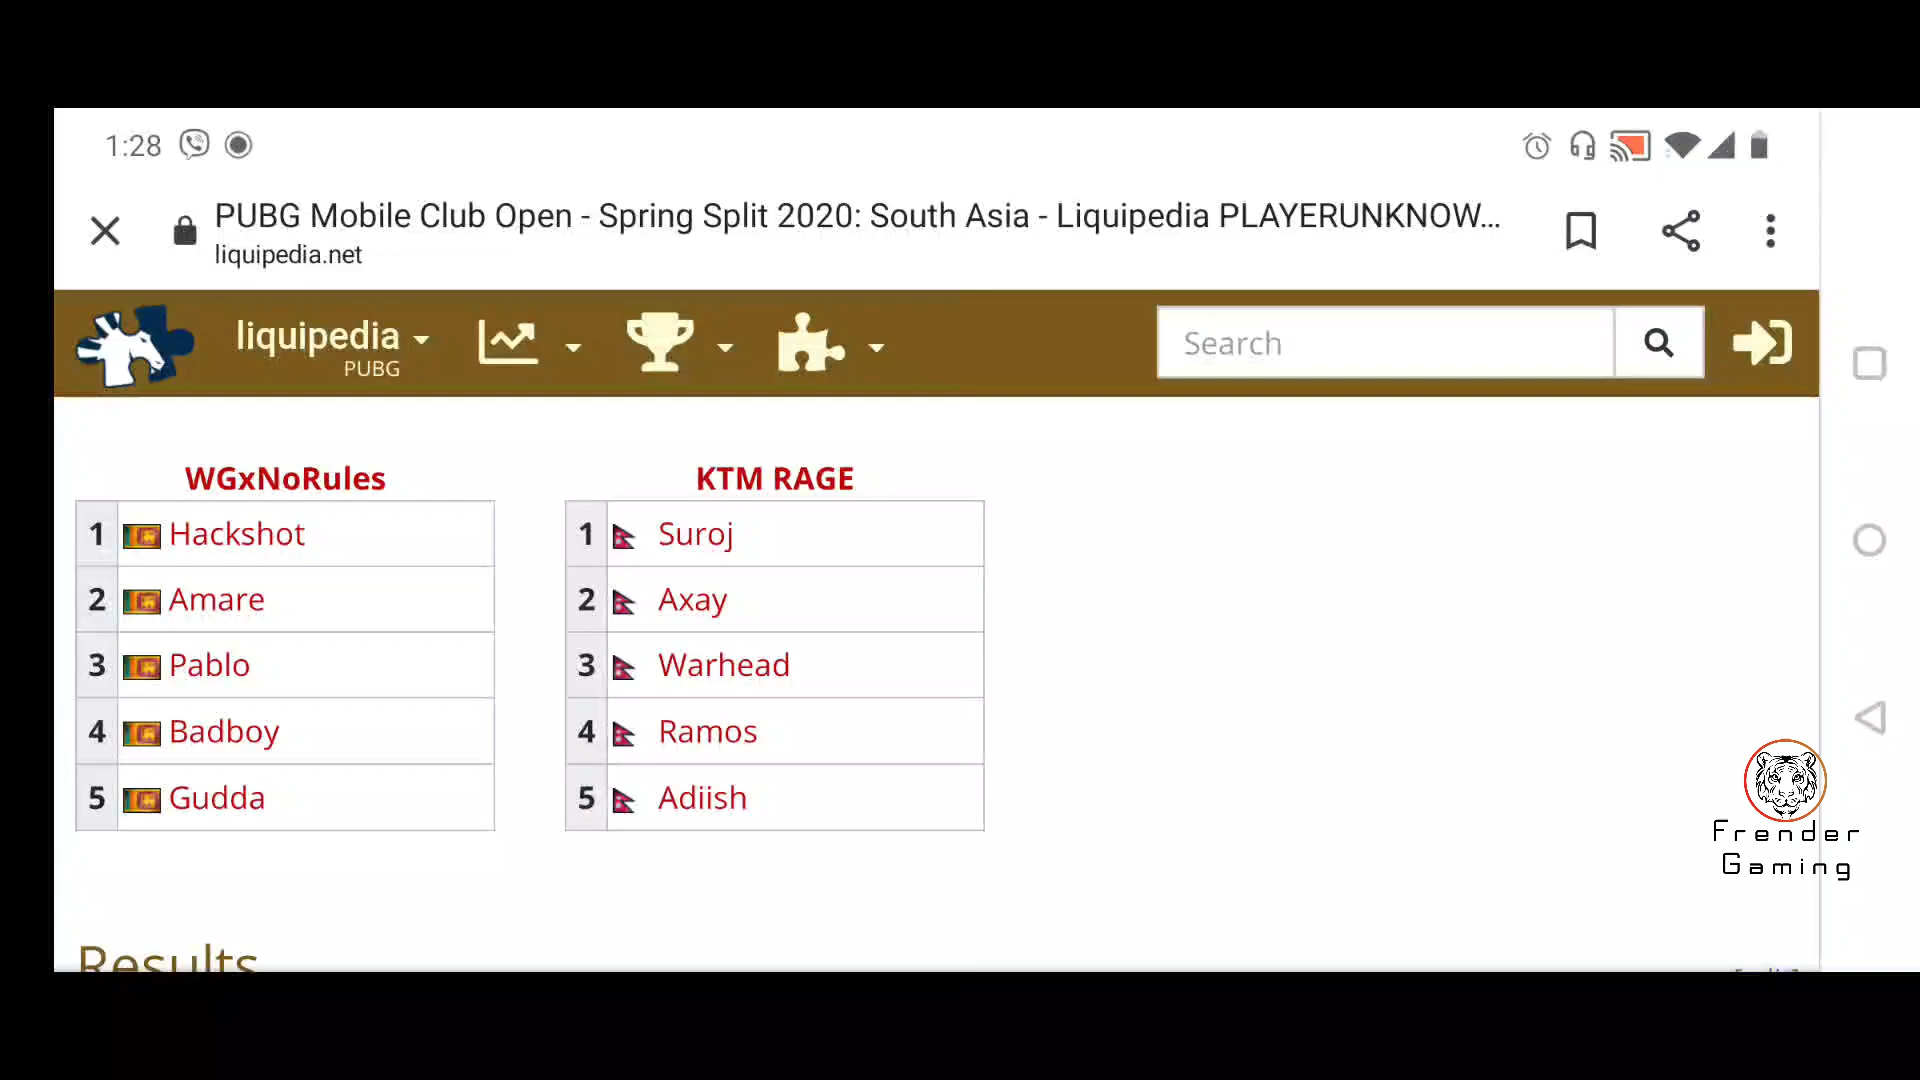 1:28
PUBG Mobile Club Open - Spring Split 2020: South Asia - Liquipedia PLAYERUNKNOW...
liquipedia.net
liquipedia
PUBG
Search
WGxNoRules
1 Hackshot
2 Amare
3 Pablo
4 Badboy
5 Gudda
KTM RAGE
1 Suroj
2 Axay
3 Warhead
4 Ramos
5 Adiish
Frender
Gaming
Results